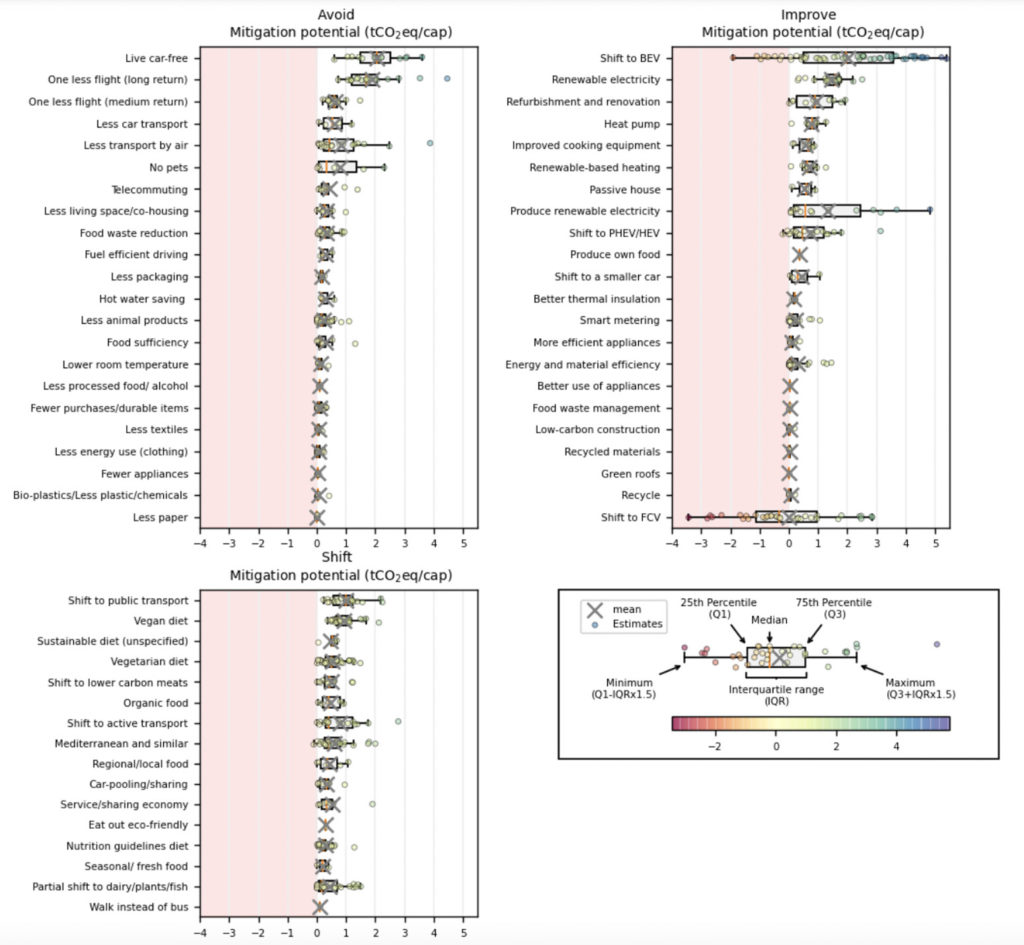 Avoid
Mitigation potential (tCO₂eq/cap)
Live car-free
One less flight (long return)
One less flight (medium return)
Less car transport
Less transport by air
No pets
Telecommuting
Less living space/co-housing
Food waste reduction
Fuel efficient driving
Less packaging
Hot water saving
Less animal products
Food sufficiency
Lower room temperature
Less processed food/ alcohol
Fewer purchases/durable items
Less textiles
Less energy use (clothing)
Fewer appliances
Bio-plastics/Less plastic/chemicals
Less paper
−4 −3 −2 −1 0 1 2 3 4 5
Improve
Mitigation potential (tCO₂eq/cap)
Shift to BEV
Renewable electricity
Refurbishment and renovation
Heat pump
Improved cooking equipment
Renewable-based heating
Passive house
Produce renewable electricity
Shift to PHEV/HEV
Produce own food
Shift to a smaller car
Better thermal insulation
Smart metering
More efficient appliances
Energy and material efficiency
Better use of appliances
Food waste management
Low-carbon construction
Recycled materials
Green roofs
Recycle
Shift to FCV
−4 −3 −2 −1 0 1 2 3 4 5
Shift
Mitigation potential (tCO₂eq/cap)
Shift to public transport
Vegan diet
Sustainable diet (unspecified)
Vegetarian diet
Shift to lower carbon meats
Organic food
Shift to active transport
Mediterranean and similar
Regional/local food
Car-pooling/sharing
Service/sharing economy
Eat out eco-friendly
Nutrition guidelines diet
Seasonal/ fresh food
Partial shift to dairy/plants/fish
Walk instead of bus
−4 −3 −2 −1 0 1 2 3 4 5
mean
Estimates
25th Percentile
(Q1)
Median
75th Percentile
(Q3)
Minimum
(Q1-IQRx1.5)
Interquartile range
(IQR)
Maximum
(Q3+IQRx1.5)
−2 0 2 4